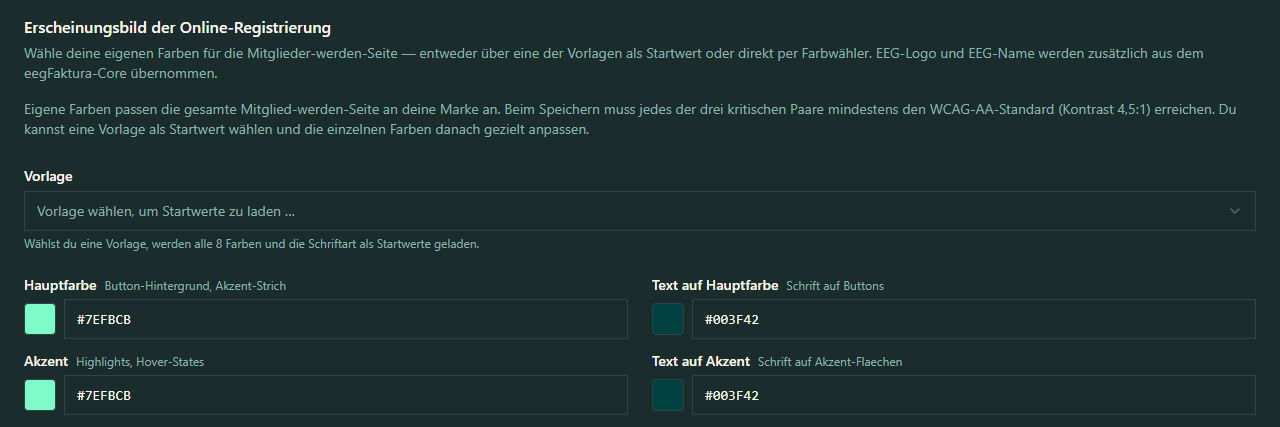 Erscheinungsbild der Online-Registrierung
Wähle deine eigenen Farben für die Mitglieder-werden-Seite — entweder über eine der Vorlagen als Startwert oder direkt per Farbwähler. EEG-Logo und EEG-Name werden zusätzlich aus dem
eegFaktura-Core übernommen.
Eigene Farben passen die gesamte Mitglied-werden-Seite an deine Marke an. Beim Speichern muss jedes der drei kritischen Paare mindestens den WCAG-AA-Standard (Kontrast 4,5:1) erreichen. Du
kannst eine Vorlage als Startwert wählen und die einzelnen Farben danach gezielt anpassen.
Vorlage
Vorlage wählen, um Startwerte zu laden ...
Wählst du eine Vorlage, werden alle 8 Farben und die Schriftart als Startwerte geladen.
Hauptfarbe Button-Hintergrund, Akzent-Strich
#7EFBCB
Text auf Hauptfarbe Schrift auf Buttons
#003F42
Akzent Highlights, Hover-States
#7EFBCB
Text auf Akzent Schrift auf Akzent-Flaechen
#003F42